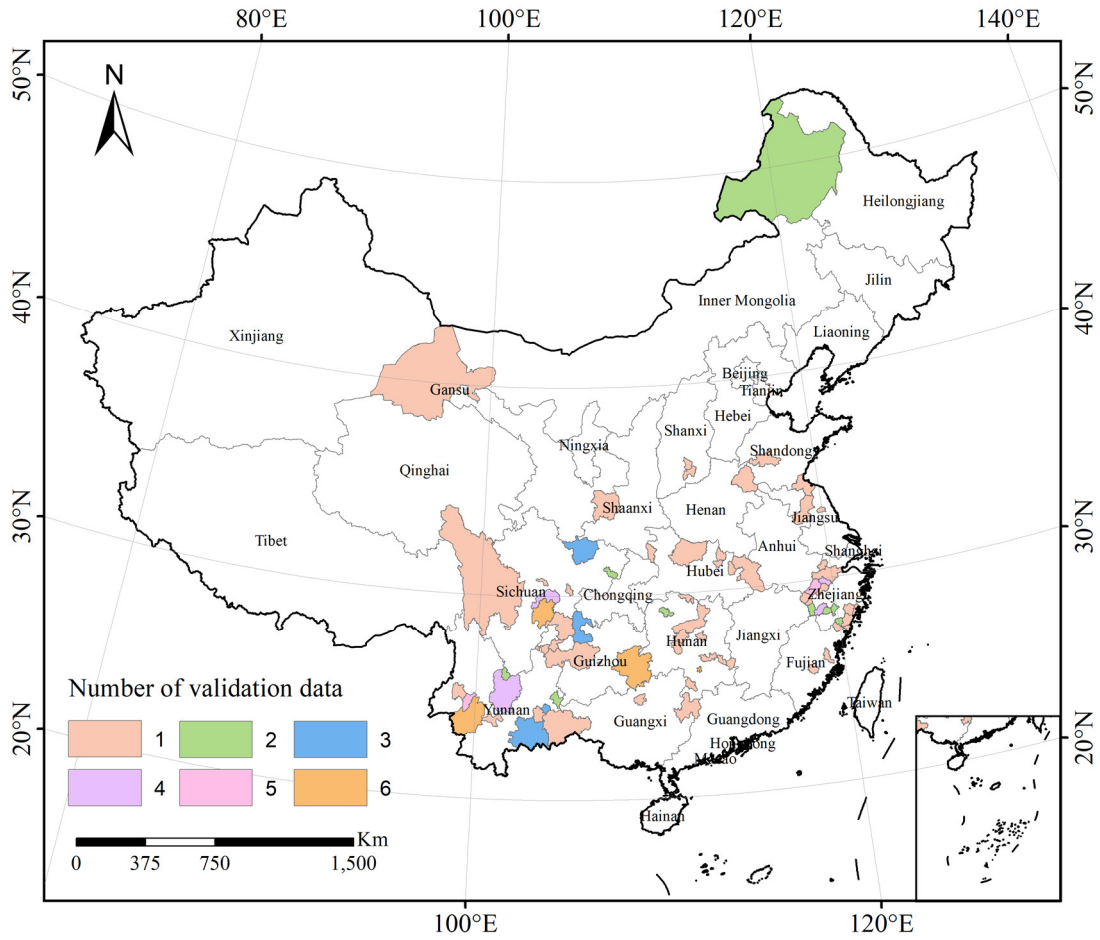 80°E 100°E 120°E 140°E
50°N
50°N
N
Heilongjiang
Jilin
Inner Mongolia
40°N
40°N
Xinjiang
Liaoning
Beijing
Tianjin
Gansu
Hebei
Shanxi
Ningxia
Shandong
Qinghai
Shaanxi
Henan
Jiangsu
30°N
30°N
Tibet
Anhui
Shanghai
Hubei
Sichuan
Chongqing
Zhejiang
Hunan
Jiangxi
Guizhou
Fujian
Number of validation data
Yunnan
Taiwan
Guangxi
Guangdong
20°N
20°N
1 2 3
Hong Kong
Macao
4 5 6
Hainan
Km
0 375 750 1,500
100°E 120°E